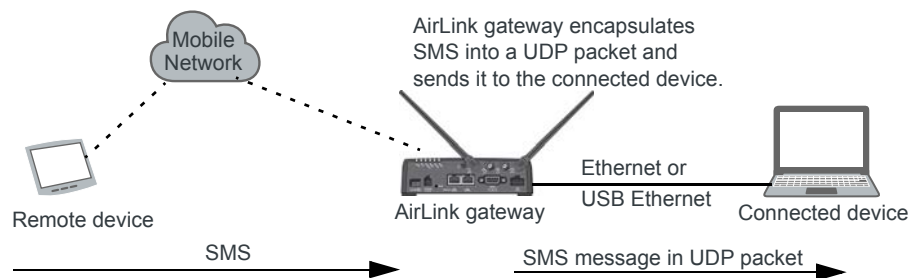 AirLink gateway encapsulates
SMS into a UDP packet and
sends it to the connected device.
Mobile
Network
Ethernet or
USB Ethernet
Remote device
AirLink gateway
Connected device
SMS
SMS message in UDP packet